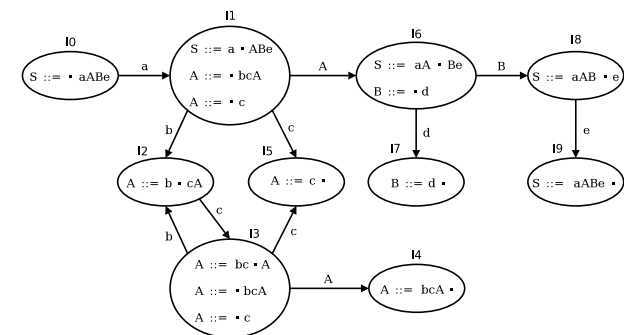 I0
S ::= ▪ aABe
a
I1
S ::= a ▪ ABe
A ::= ▪ bcA
A ::= ▪ c
A
I6
S ::= aA ▪ Be
B ::= ▪ d
B
I8
S ::= aAB ▪ e
b
c
d
e
I2
A ::= b ▪ cA
I5
A ::= c ▪
I7
B ::= d ▪
I9
S ::= aABe ▪
b
c
c
I3
A ::= bc ▪ A
A ::= ▪ bcA
A ::= ▪ c
A
I4
A ::= bcA ▪